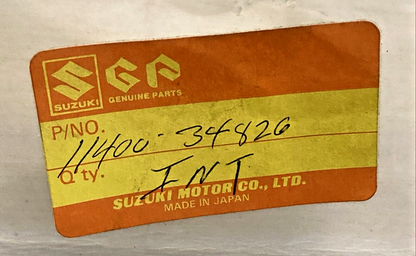 SUZUKI SGP GENUINE PARTS
P/NO. 11400-34826
Q'ty. INT
SUZUKI MOTOR CO., LTD.
MADE IN JAPAN